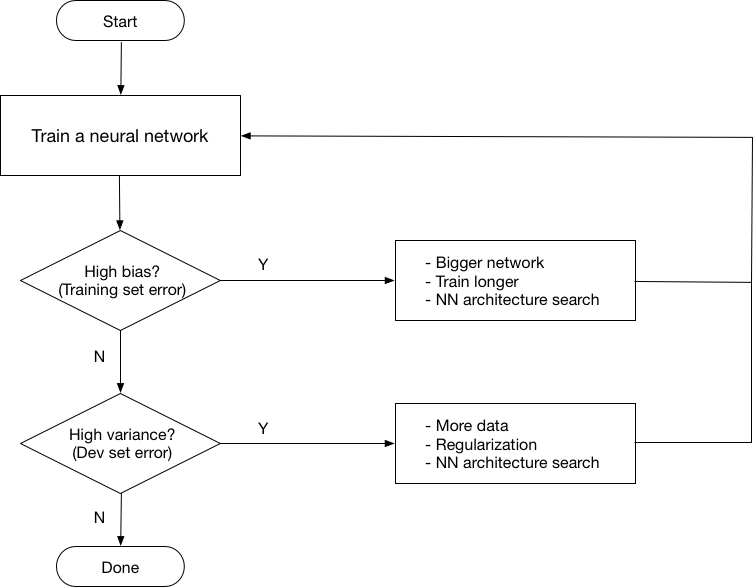 Start
Train a neural network
High bias?
(Training set error)
Y
- Bigger network
- Train longer
- NN architecture search
N
High variance?
(Dev set error)
Y
- More data
- Regularization
- NN architecture search
N
Done